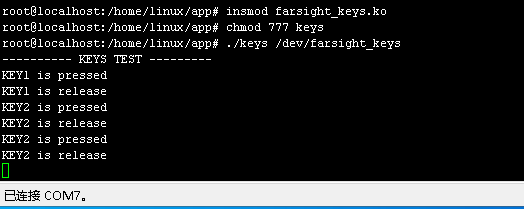 root@localhost:/home/linux/app# insmod farsight_keys.ko
root@localhost:/home/linux/app# chmod 777 keys
root@localhost:/home/linux/app# ./keys /dev/farsight_keys
---------- KEYS TEST ---------
KEY1 is pressed
KEY1 is release
KEY2 is pressed
KEY2 is release
KEY2 is pressed
KEY2 is release
已连接 COM7。